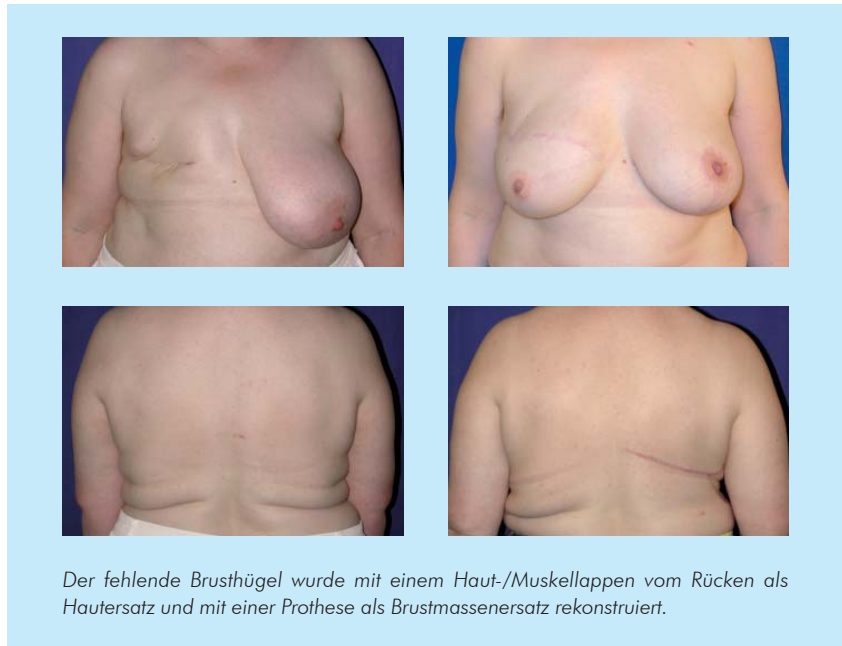 Der fehlende Brusthügel wurde mit einem Haut-/Muskellappen vom Rücken als
Hautersatz und mit einer Prothese als Brustmassenersatz rekonstruiert.